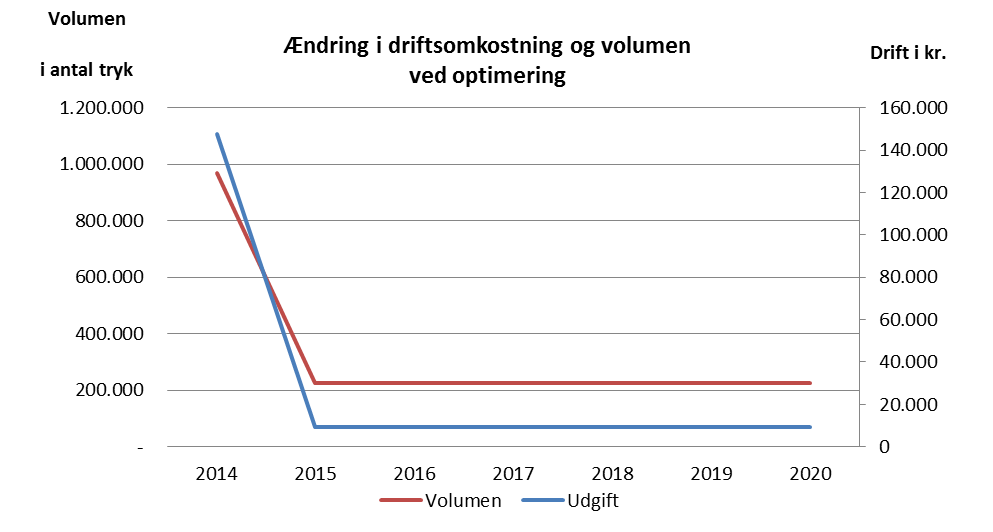 Volumen
i antal tryk
Ændring i driftsomkostning og volumen
ved optimering
Drift i kr.
1.200.000
1.000.000
800.000
600.000
400.000
200.000
-
160.000
140.000
120.000
100.000
80.000
60.000
40.000
20.000
0
2014 2015 2016 2017 2018 2019 2020
Volumen Udgift